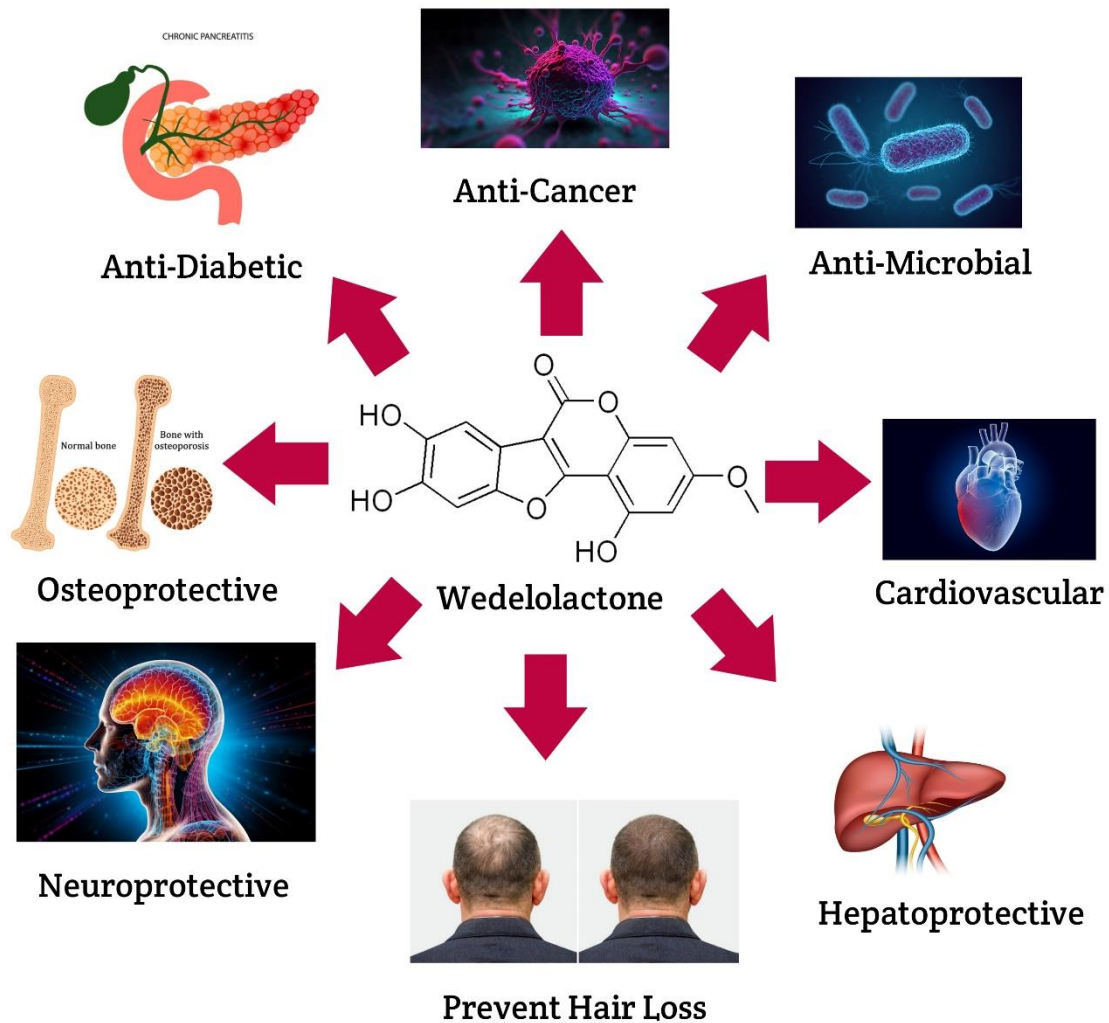 CHRONIC PANCREATITIS
Anti-Cancer
Anti-Diabetic
Anti-Microbial
O
O
HO
HO
O
O
HO
Normal bone
Bone with
osteoporosis
Osteoprotective
Wedelolactone
Cardiovascular
Neuroprotective
Hepatoprotective
Prevent Hair Loss